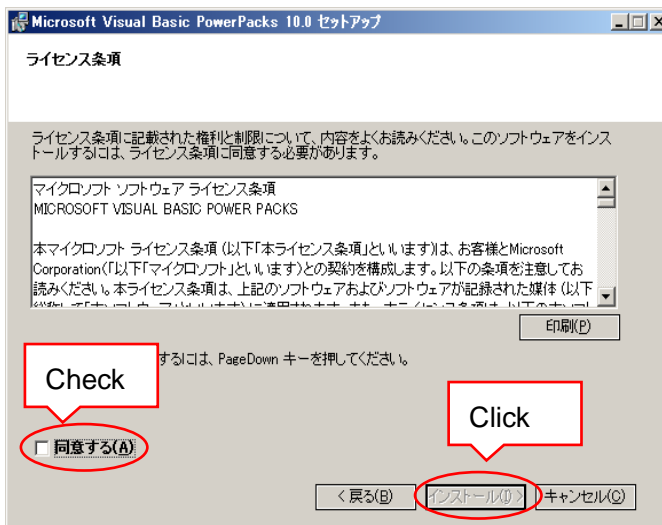 Microsoft Visual Basic PowerPacks 10.0 セットアップ
ライセンス条項
ライセンス条項に記載された権利と制限について、内容をよくお読みください。このソフトウェアをインス
トールするには、ライセンス条項に同意する必要があります。
マイクロソフト ソフトウェア ライセンス条項
MICROSOFT VISUAL BASIC POWER PACKS
本マイクロソフト ライセンス条項 (以下「本ライセンス条項」といいます)は、お客様とMicrosoft
Corporation(「以下「マイクロソフト」といいます)との契約を構成します。以下の条項を注意してお
読みください。本ライセンス条項は、上記のソフトウェアおよびソフトウェアが記録された媒体 (以下
印刷(P)
するには、PageDown キーを押してください。
Check
Click
同意する(A)
< 戻る(B)
インストール(I) >
キャンセル(C)